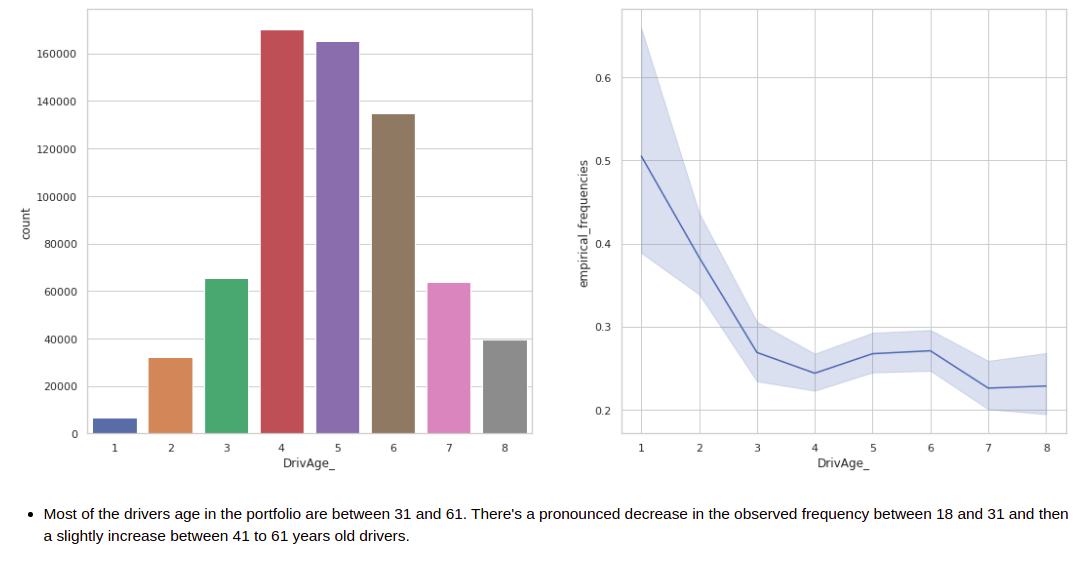 160000
140000
120000
100000
80000
60000
40000
20000
0
count
1 2 3 4 5 6 7 8
DrivAge_
0.6
0.5
0.4
0.3
0.2
empirical_frequencies
1 2 3 4 5 6 7 8
DrivAge_
• Most of the drivers age in the portfolio are between 31 and 61. There's a pronounced decrease in the observed frequency between 18 and 31 and then
a slightly increase between 41 to 61 years old drivers.